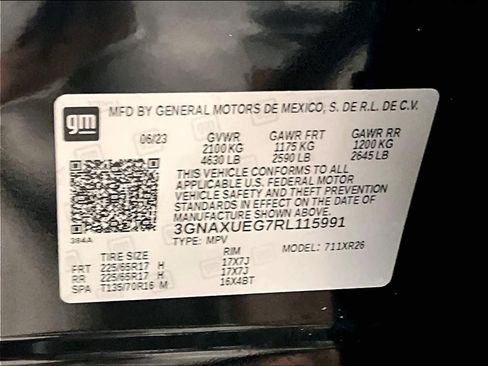 gm
MFD BY GENERAL MOTORS DE MEXICO, S. DE R.L. DE C.V.
06/23 GVWR GAWR FRT GAWR RR
2100 KG 1175 KG 1200 KG
4630 LB 2590 LB 2645 LB
THIS VEHICLE CONFORMS TO ALL
APPLICABLE U.S. FEDERAL MOTOR
VEHICLE SAFETY AND THEFT PREVENTION
STANDARDS IN EFFECT ON THE DATE OF
MANUFACTURE SHOWN ABOVE.
3GNAXUEG7RL115991
384A
TYPE: MPV MODEL: 711XR26
TIRE SIZE RIM
FRT 225/65R17 H 17X7J
RR 225/65R17 H 17X7J
SPA T135/70R16 M 16X4BT